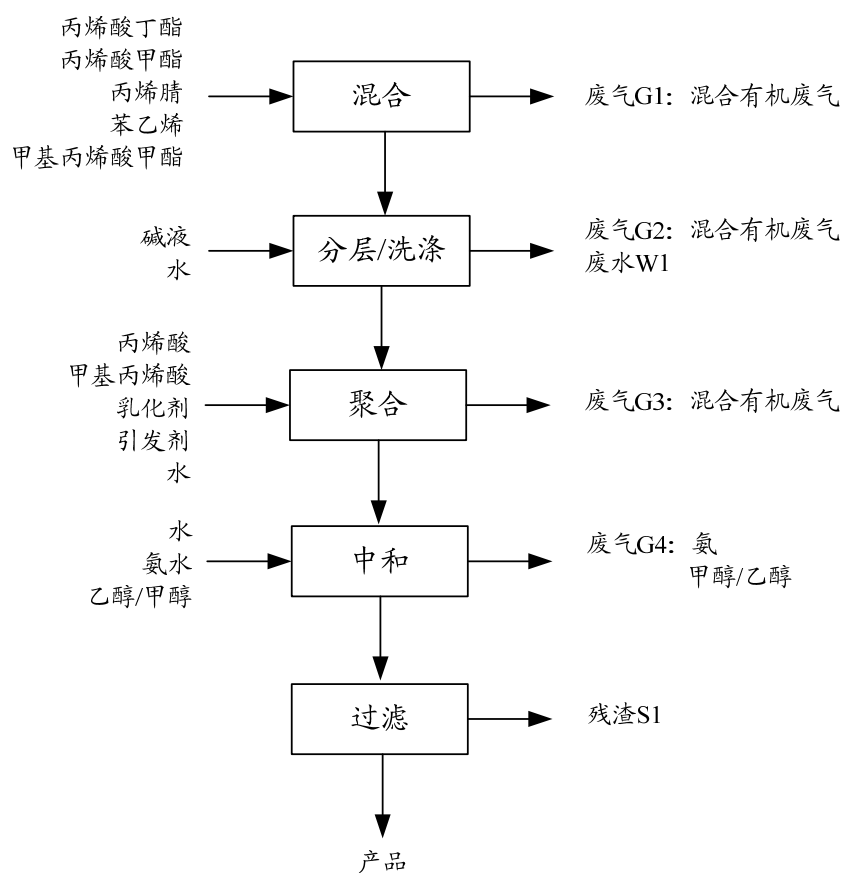 丙烯酸丁酯
丙烯酸甲酯
丙烯腈
苯乙烯
甲基丙烯酸甲酯
混合
废气G1：混合有机废气
碱液
水
分层/洗涤
废气G2：混合有机废气
废水W1
丙烯酸
甲基丙烯酸
乳化剂
引发剂
水
聚合
废气G3：混合有机废气
水
氨水
乙醇/甲醇
中和
废气G4：氨
甲醇/乙醇
过滤
残渣S1
产品